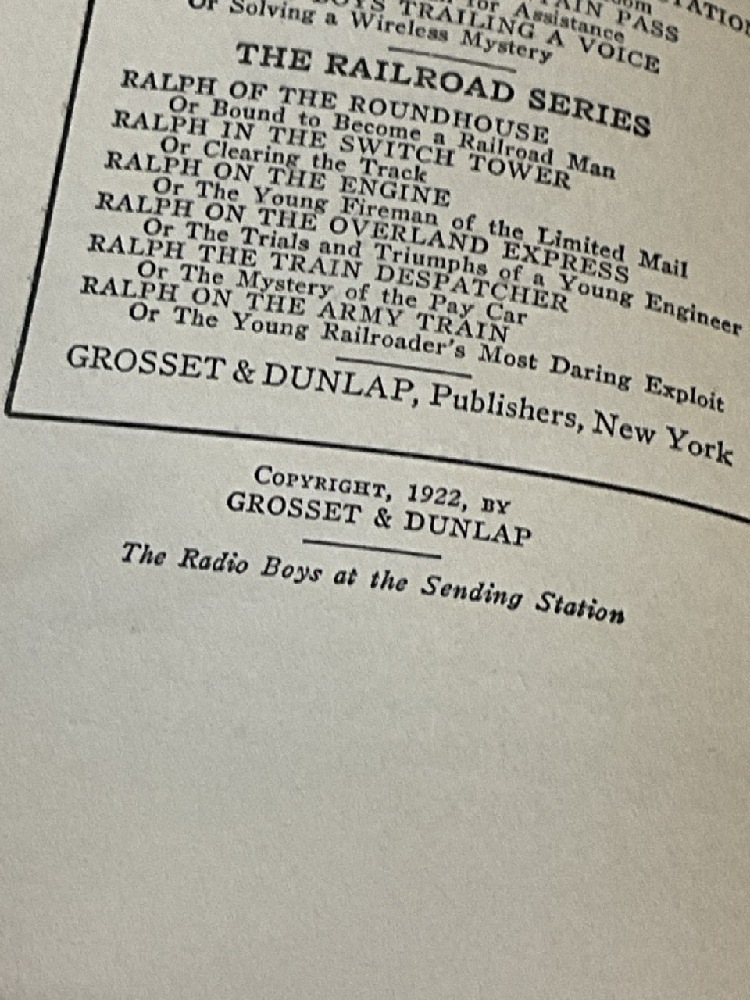 TATION
AIN PASS
for Assistance
BOYS TRAILING A VOICE
Or Solving a Wireless Mystery
THE RAILROAD SERIES
RALPH OF THE ROUNDHOUSE
Or Bound to Become a Railroad Man
RALPH IN THE SWITCH TOWER
Or Clearing the Track
RALPH ON THE ENGINE
Or The Young Fireman of the Limited Mail
RALPH ON THE OVERLAND EXPRESS
Or The Trials and Triumphs of a Young Engineer
RALPH THE TRAIN DESPATCHER
Or The Mystery of the Pay Car
RALPH ON THE ARMY TRAIN
Or The Young Railroader's Most Daring Exploit
GROSSET & DUNLAP, Publishers, New York
COPYRIGHT, 1922, BY
GROSSET & DUNLAP
The Radio Boys at the Sending Station